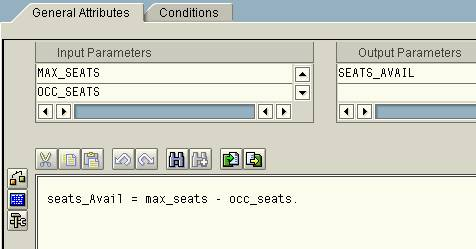 General Attributes
Conditions
Input Parameters
Output Parameters
MAX_SEATS
SEATS_AVAIL
OCC_SEATS
seats_Avail = max_seats - occ_seats.